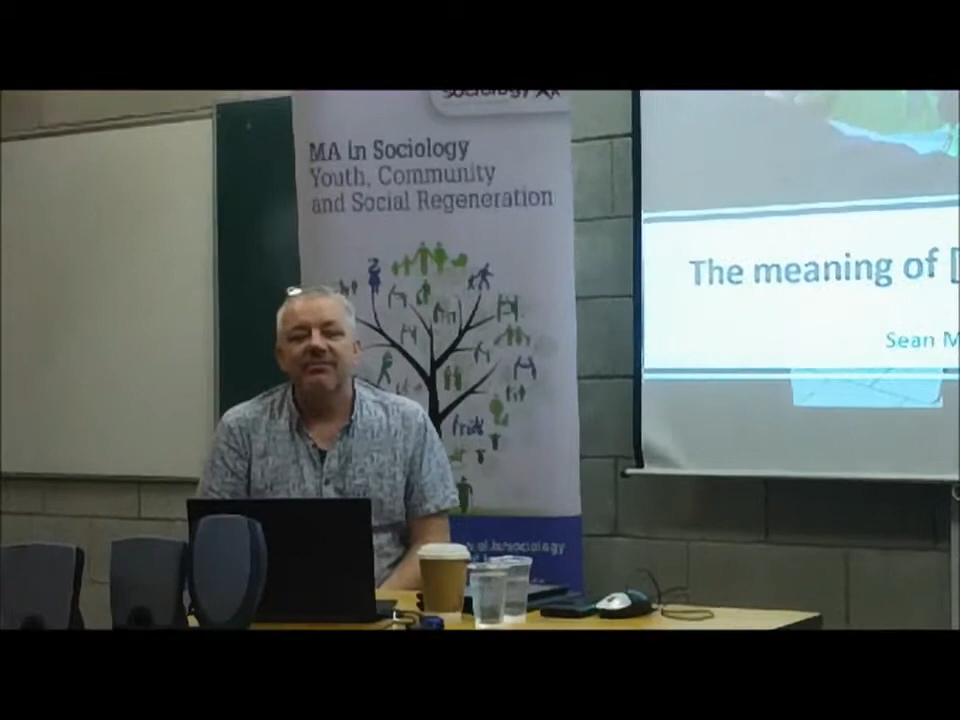 sociology
MA in Sociology
Youth, Community
and Social Regeneration
The meaning of [
Sean M